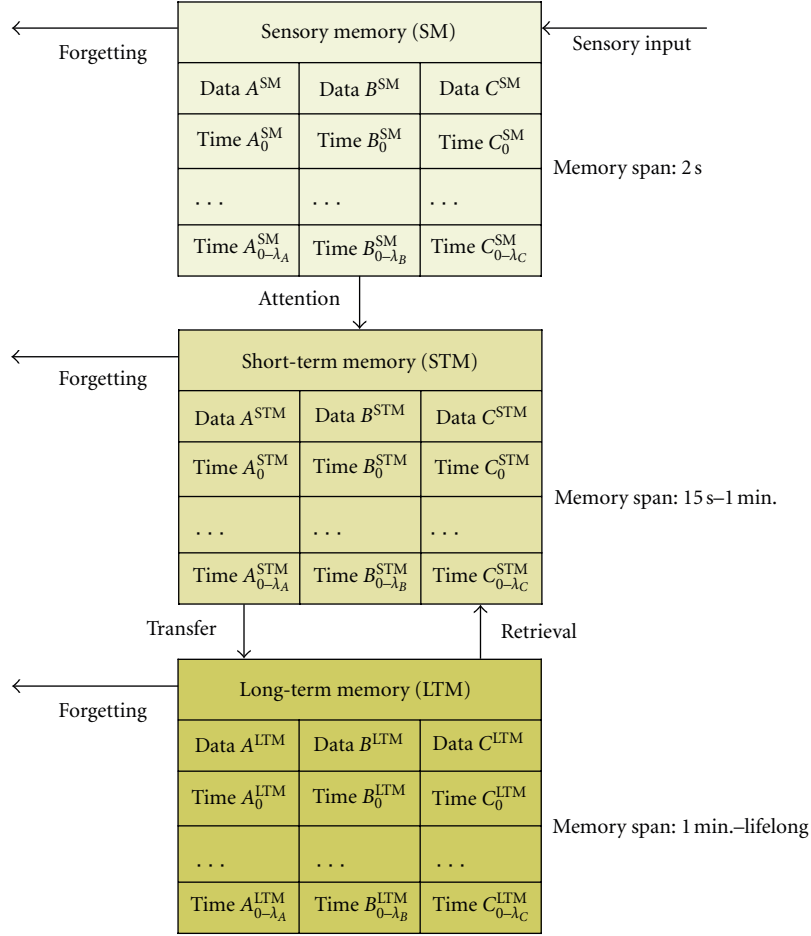 Sensory memory (SM)
Forgetting
Sensory input
Data A^SM Data B^SM Data C^SM
Time A_0^SM Time B_0^SM Time C_0^SM
Memory span: 2 s
. . . . . . . . .
Time A_{0–λ_A}^SM Time B_{0–λ_B}^SM Time C_{0–λ_C}^SM
Attention
Short-term memory (STM)
Forgetting
Data A^STM Data B^STM Data C^STM
Time A_0^STM Time B_0^STM Time C_0^STM
Memory span: 15 s–1 min.
. . . . . . . . .
Time A_{0–λ_A}^STM Time B_{0–λ_B}^STM Time C_{0–λ_C}^STM
Transfer
Retrieval
Long-term memory (LTM)
Forgetting
Data A^LTM Data B^LTM Data C^LTM
Time A_0^LTM Time B_0^LTM Time C_0^LTM
Memory span: 1 min.–lifelong
. . . . . . . . .
Time A_{0–λ_A}^LTM Time B_{0–λ_B}^LTM Time C_{0–λ_C}^LTM